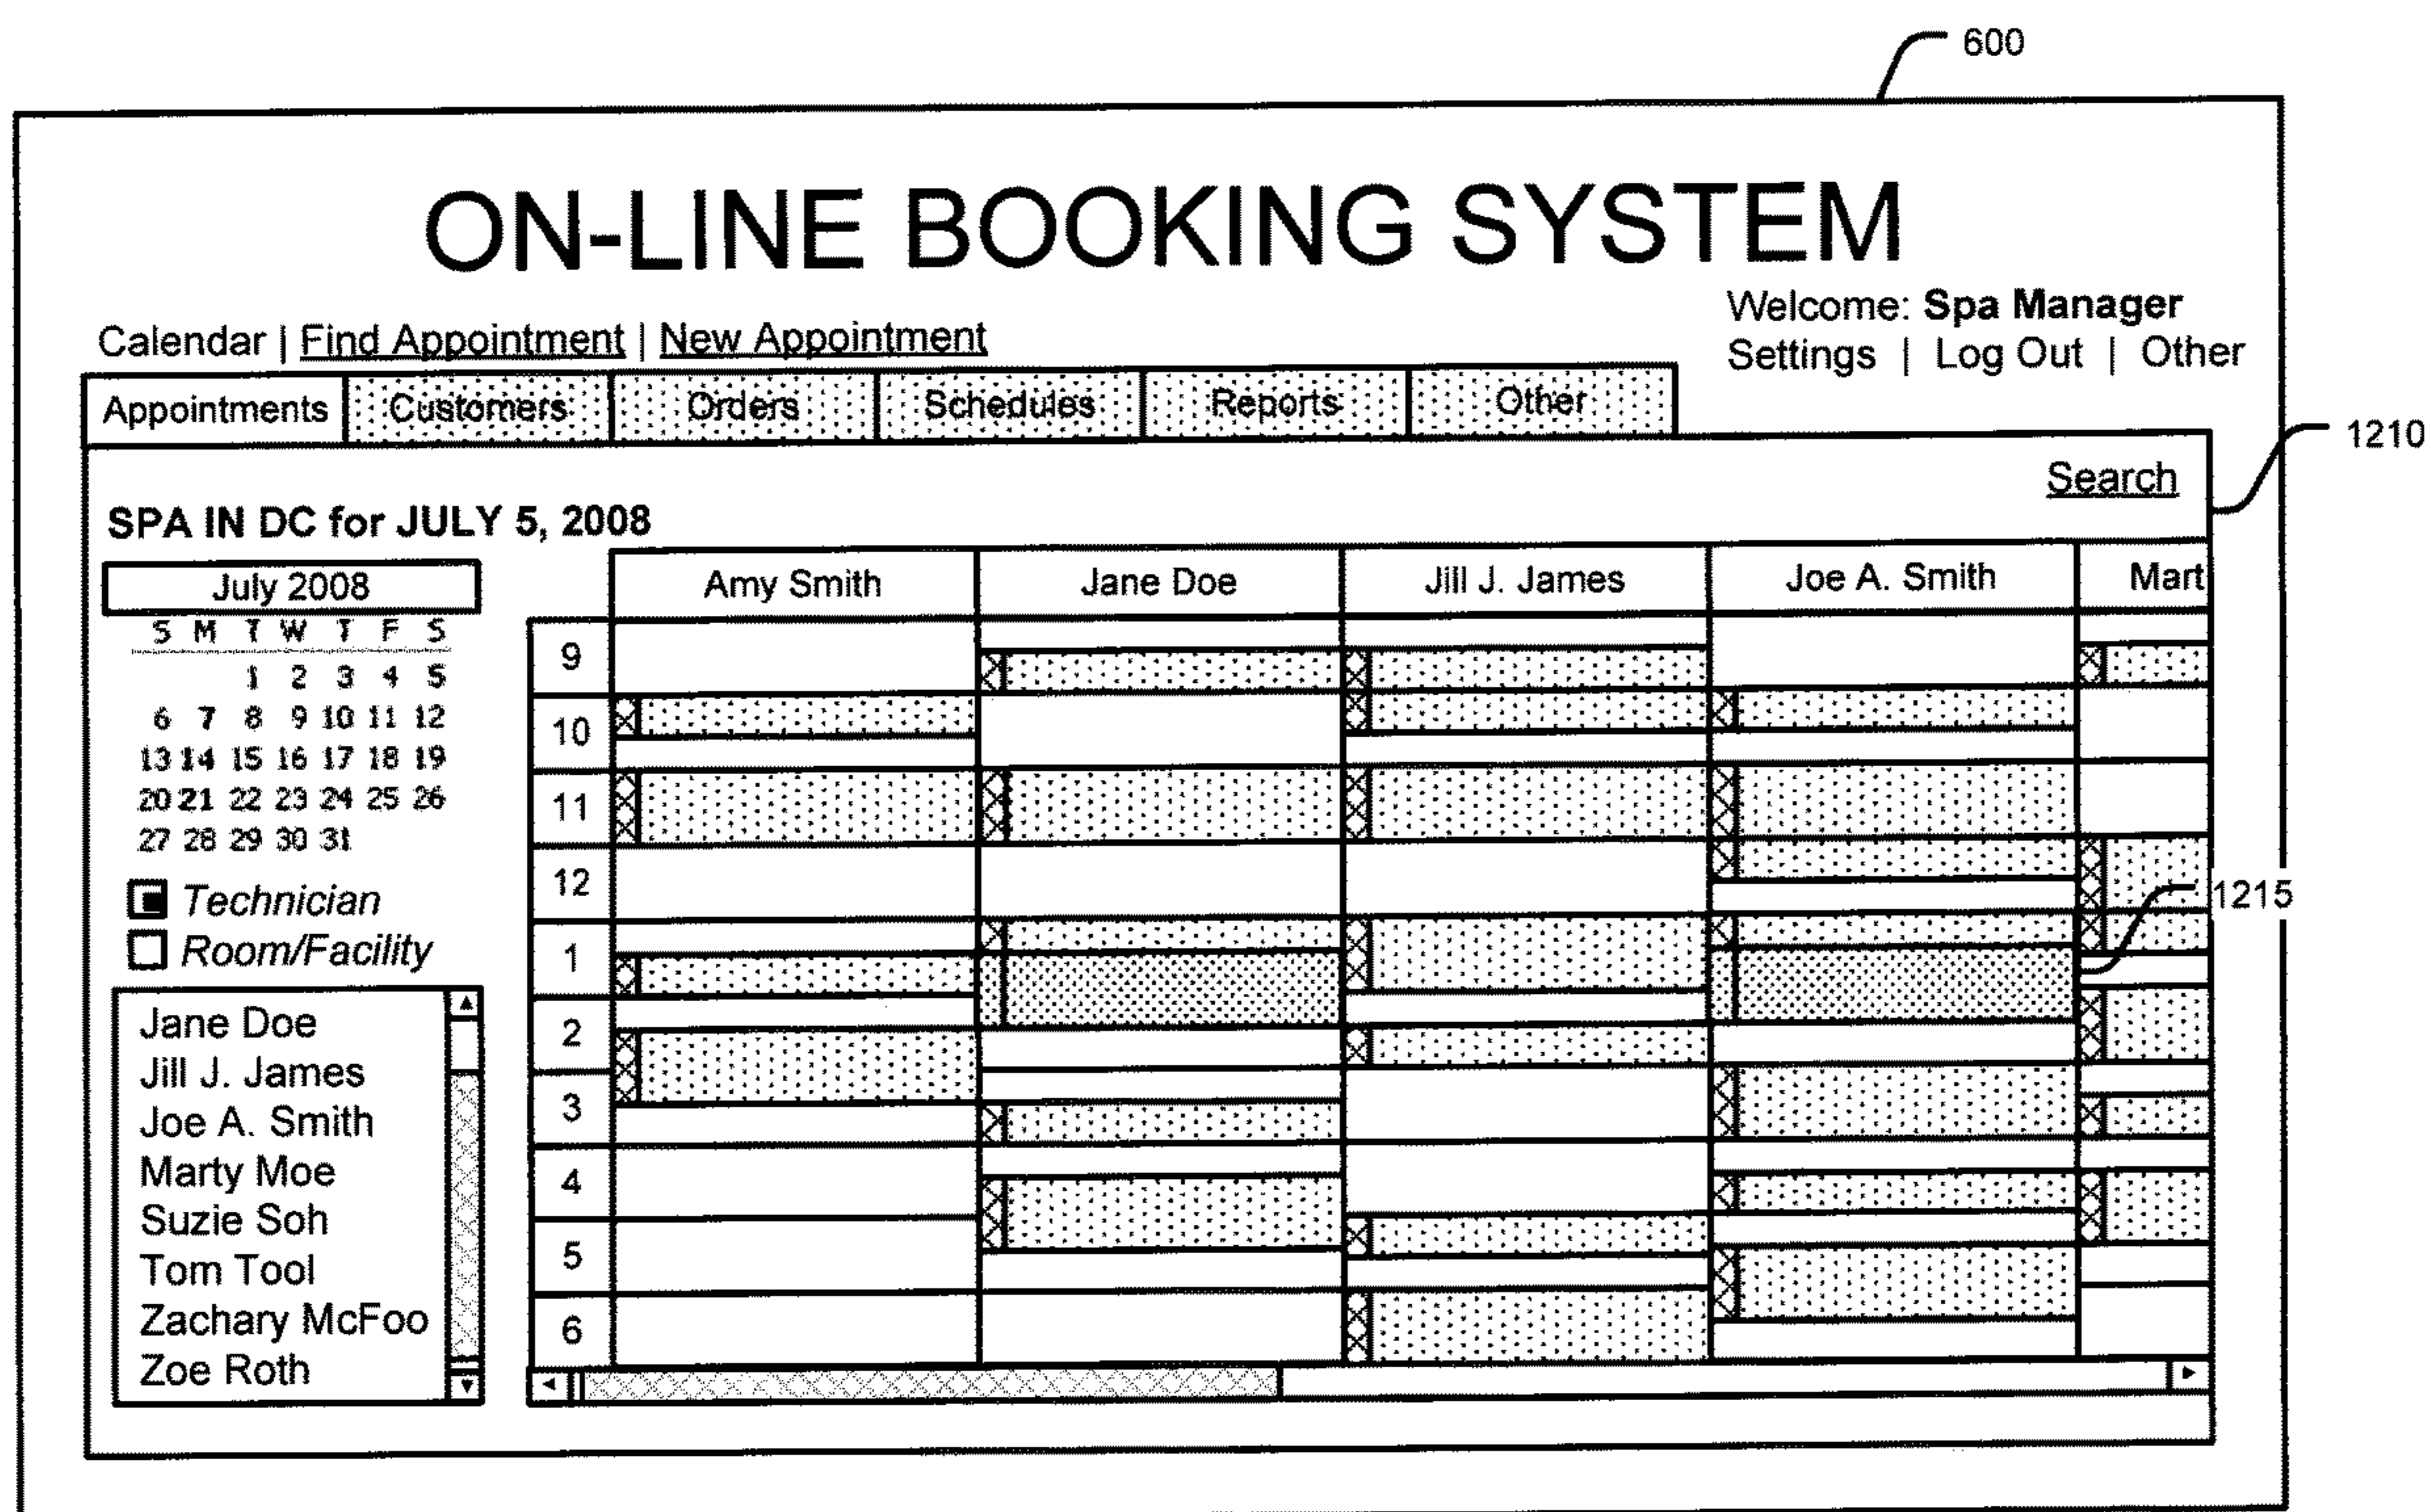 600
ON-LINE BOOKING SYSTEM
Welcome: Spa Manager
Calendar | Find Appointment | New Appointment
Settings | Log Out | Other
Appointments Customers Orders Schedules Reports Other
1210
Search
SPA IN DC for JULY 5, 2008
July 2008
Amy Smith Jane Doe Jill J. James Joe A. Smith Mart
S M T W T F S
1 2 3 4 5
6 7 8 9 10 11 12
13 14 15 16 17 18 19
20 21 22 23 24 25 26
27 28 29 30 31
Technician
Room/Facility
Jane Doe
Jill J. James
Joe A. Smith
Marty Moe
Suzie Soh
Tom Tool
Zachary McFoo
Zoe Roth
9
10
11
12
1
2
3
4
5
6
1215